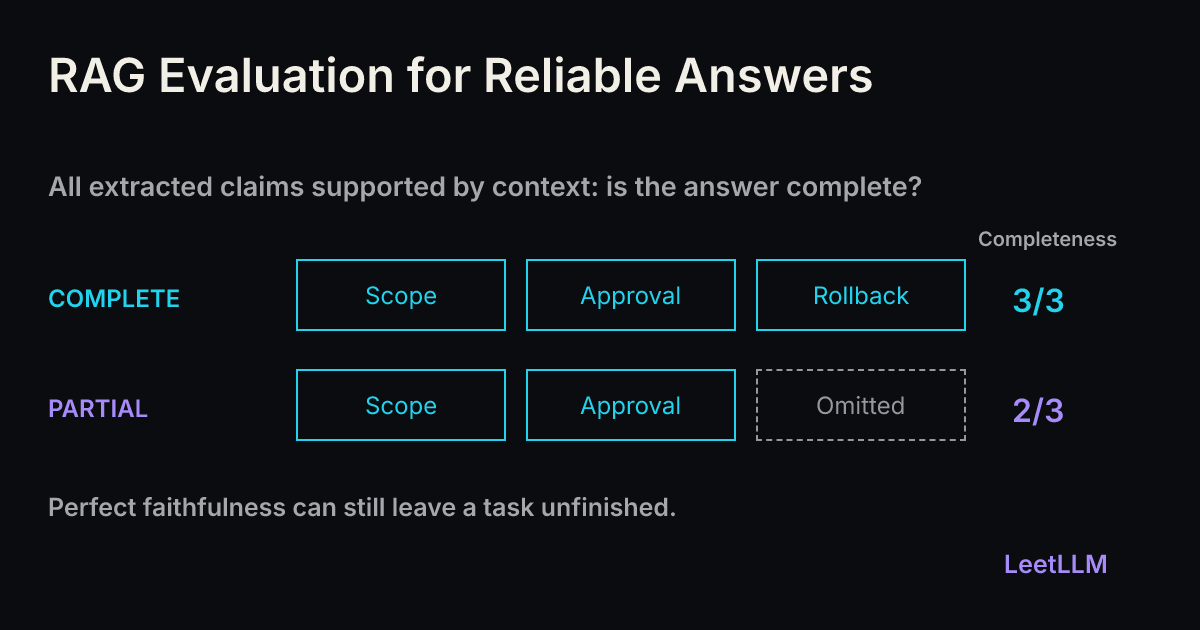 RAG Evaluation for Reliable Answers
All extracted claims supported by context: is the answer complete?
Completeness
COMPLETE Scope Approval Rollback 3/3
PARTIAL Scope Approval Omitted 2/3
Perfect faithfulness can still leave a task unfinished.
LeetLLM